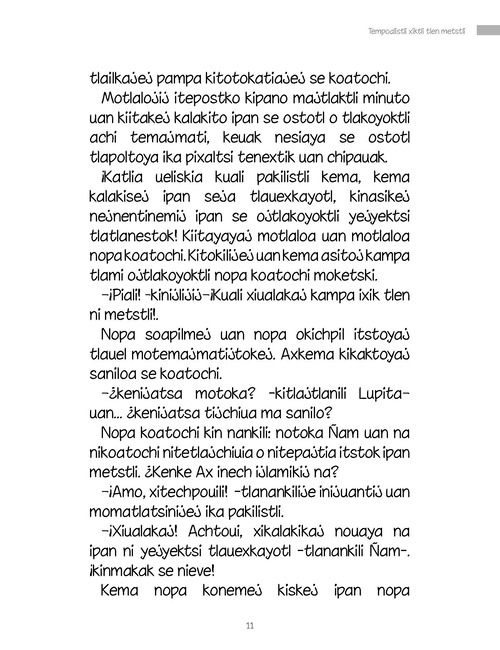 Tempoalistli xiktli tlen metstli
tlailkajej pampa kitotokatiajej se koatochi.
Motlalojij itepostko kipano majtlaktli minuto
uan kiitakej kalakito ipan se ostotl o tlakoyoktli
achi temajmati, keuak nesiaya se ostotl
tlapoltoya ika pixaltsi tenextik uan chipauak.
¡Katlia ueliskia kuali pakilistli kema, kema
kalakisej ipan seja tlauexkayotl, kinasikej
nejnentinemij ipan se ojtlakoyoktli yejyektsi
tlatlanestok! Kiitayayaj motlaloa uan motlaloa
nopa koatochi. Kitokilijej uan kema asitoj kampa
tlami ojtlakoyoktli nopa koatochi moketski.
–¡Piali! -kinijlijij–¡Kuali xiualakaj kampa ixik tlen
ni metstli!.
Nopa soapilmej uan nopa okichpil itstoyaj
tlauel motemajmatijtokej. Axkema kikaktoyaj
saniloa se koatochi.
–¿kenijatsa motoka? -kitlajtlanili Lupita–
uan... ¿kenijatsa tijchiua ma sanilo?
Nopa koatochi kin nankili: notoka Ñam uan na
nikoatochi nitetlajchiuia o nitepajtia itstok ipan
metstli. ¿Kenke Ax inech ijlamikij na?
–¡Amo, xitechpouili! -tlanankilije inijuantij uan
momatlatsinijej ika pakilistli.
–¡Xiualakaj! Achtoui, xikalakikaj nouaya na
ipan ni yejyektsi tlauexkayotl -tlanankili Ñam-.
¡kinmakak se nieve!
Kema nopa konemej kiskej ipan nopa
11